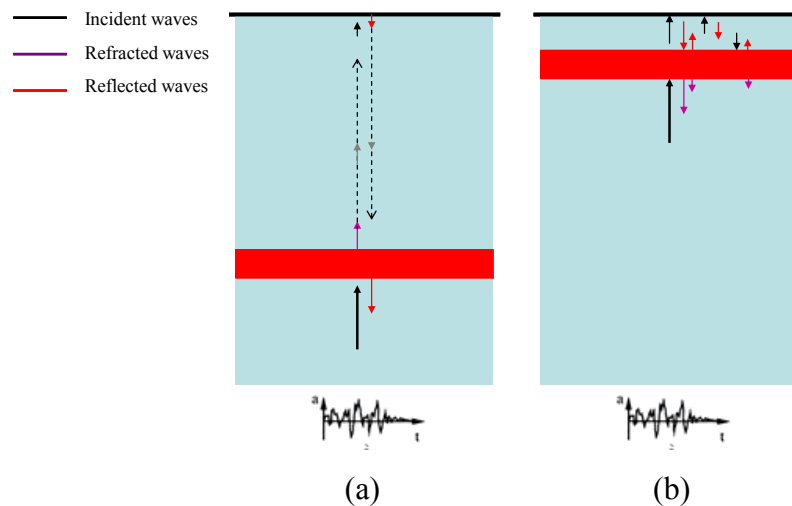 Incident waves
Refracted waves
Reflected waves
a
t
a
t
(a)
(b)